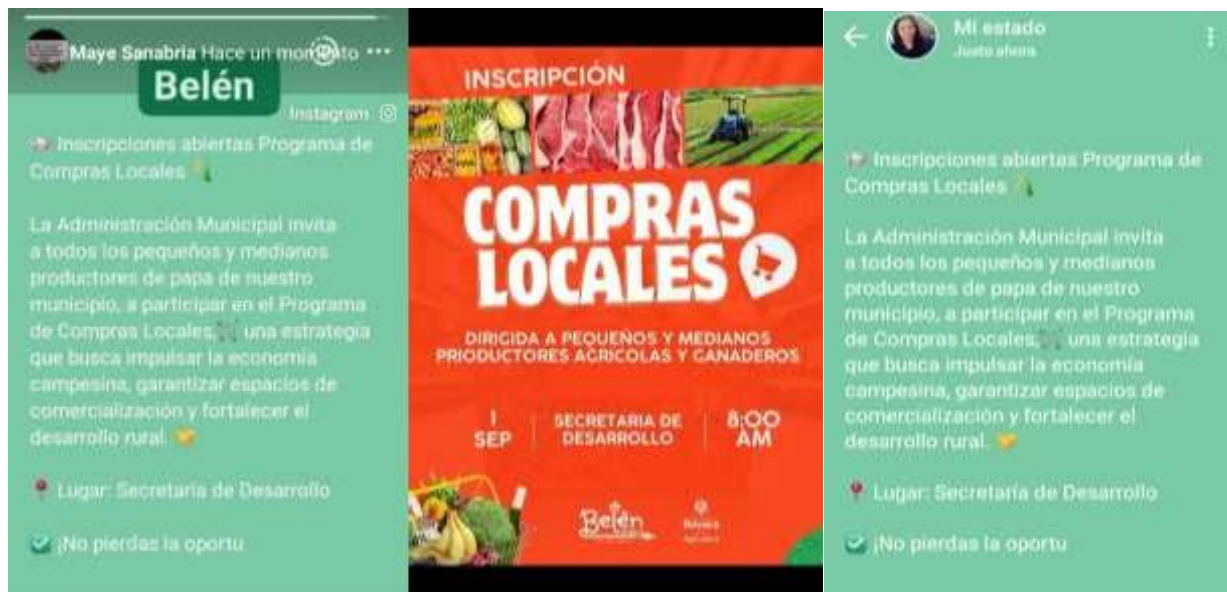 Maye Sanabria Hace un momento
Belén
Instagram
Inscripciones abiertas Programa de
Compras Locales
La Administración Municipal invita
a todos los pequeños y medianos
productores de papa de nuestro
municipio, a participar en el Programa
de Compras Locales, una estrategia
que busca impulsar la economía
campesina, garantizar espacios de
comercialización y fortalecer el
desarrollo rural.
Lugar: Secretaría de Desarrollo
¡No pierdas la oportu
INSCRIPCIÓN
COMPRAS
LOCALES
DIRIGIDA A PEQUEÑOS Y MEDIANOS
PRIODUCTORES AGRICOLAS Y GANADEROS
1
SEP
SECRETARIA DE
DESARROLLO
8:00
AM
Belén
Mi estado
Justo ahora
Inscripciones abiertas Programa de
Compras Locales
La Administración Municipal invita
a todos los pequeños y medianos
productores de papa de nuestro
municipio, a participar en el Programa
de Compras Locales, una estrategia
que busca impulsar la economía
campesina, garantizar espacios de
comercialización y fortalecer el
desarrollo rural.
Lugar: Secretaría de Desarrollo
¡No pierdas la oportu